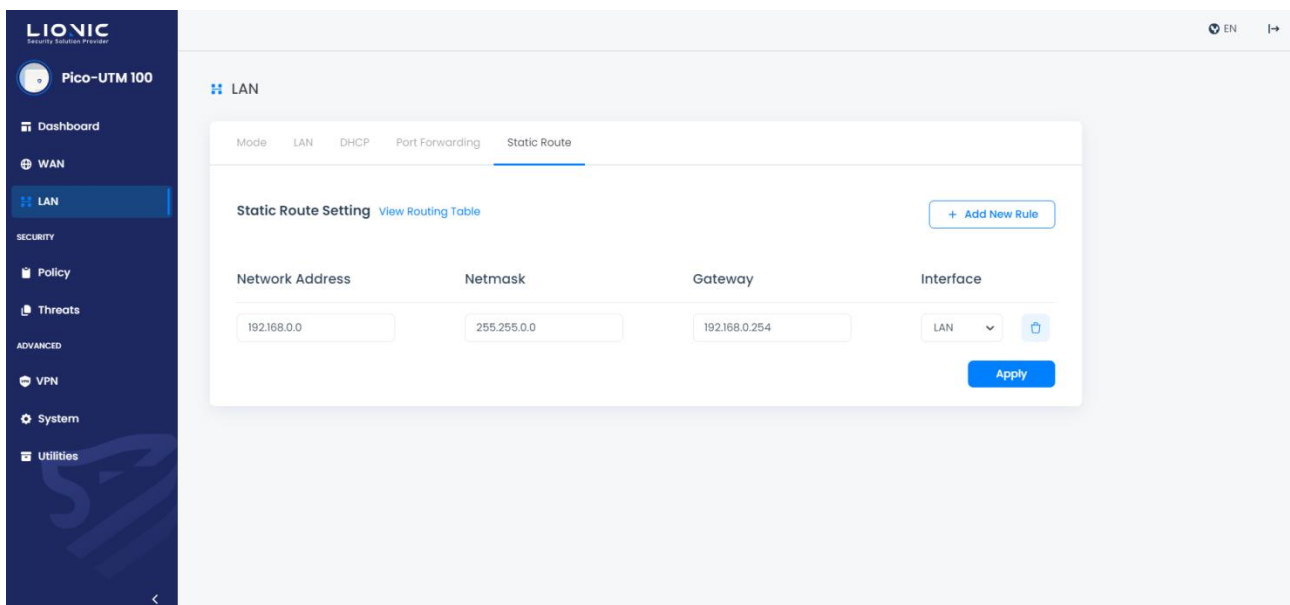 LIONIC
Security Solution Provider
EN
Pico-UTM 100
LAN
Dashboard
WAN
LAN
SECURITY
Policy
Threats
ADVANCED
VPN
System
Utilities
Mode LAN DHCP Port Forwarding Static Route
Static Route Setting View Routing Table
+ Add New Rule
Network Address Netmask Gateway Interface
192.168.0.0 255.255.0.0 192.168.0.254 LAN
Apply